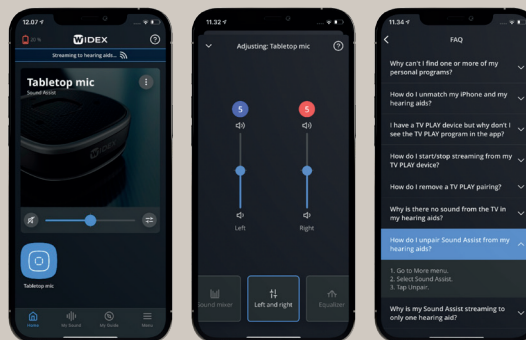 12.07
20 %
WIDEX
Streaming to hearing aids...
Tabletop mic
Sound Assist
WIDEX
Tabletop mic
Home
My Sound
My Guide
Menu
11.32
Adjusting: Tabletop mic
5
5
Left
Right
Sound mixer
Left and right
Equalizer
11.34
FAQ
Why can't I find one or more of my
personal programs?
How do I unmatch my iPhone and my
hearing aids?
I have a TV PLAY device but why don't I
see the TV PLAY program in the app?
How do I start/stop streaming from my
TV PLAY device?
How do I remove a TV PLAY pairing?
Why is there no sound from the TV in
my hearing aids?
How do I unpair Sound Assist from my
hearing aids?
1. Go to More menu.
2. Select Sound Assist.
3. Tap Unpair.
Why is my Sound Assist streaming to
only one hearing aid?